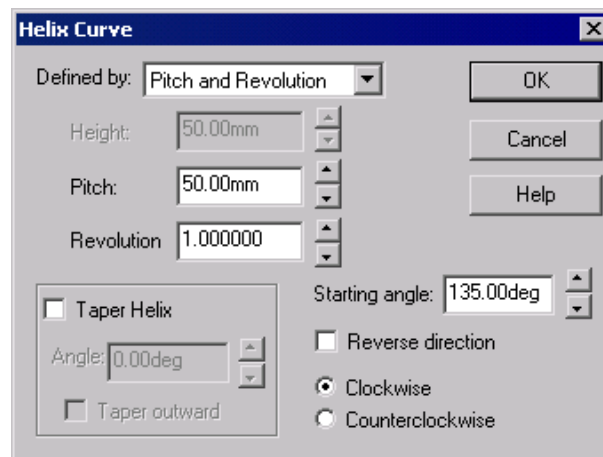 Helix Curve
Defined by: Pitch and Revolution
OK
Height: 50.00mm
Cancel
Pitch: 50.00mm
Help
Revolution 1.000000
Starting angle: 135.00deg
Taper Helix
Angle: 0.00deg
Taper outward
Reverse direction
Clockwise
Counterclockwise